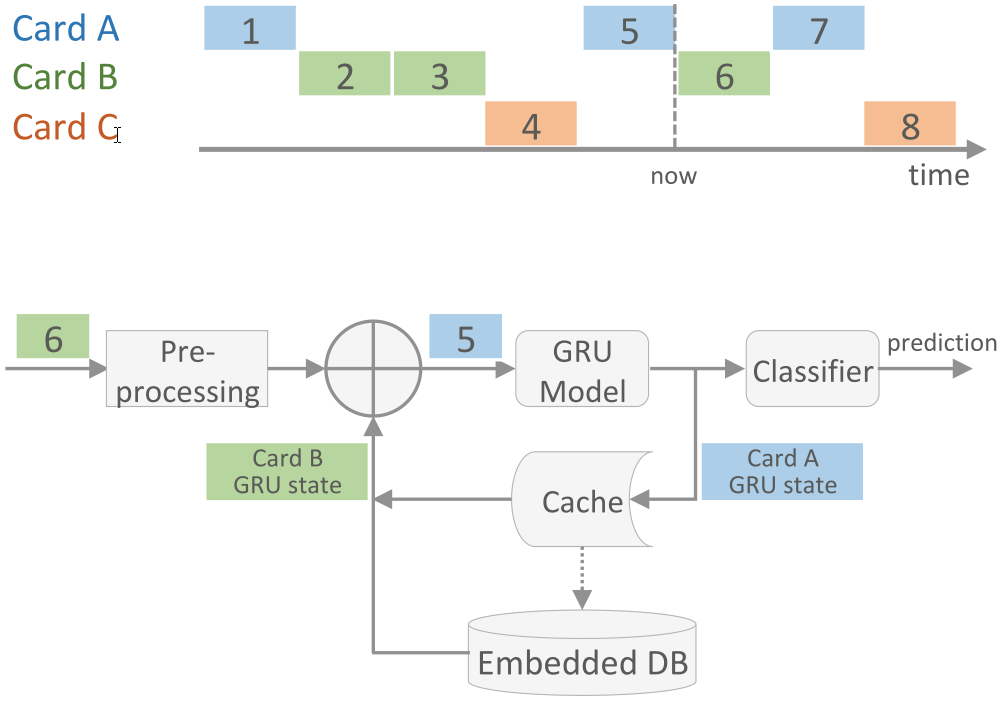 Card A
1
5
7
Card B
2
3
6
Card C
4
8
now
time
6
Pre-
processing
5
GRU
Model
Classifier
prediction
Card B
GRU state
Cache
Card A
GRU state
Embedded DB